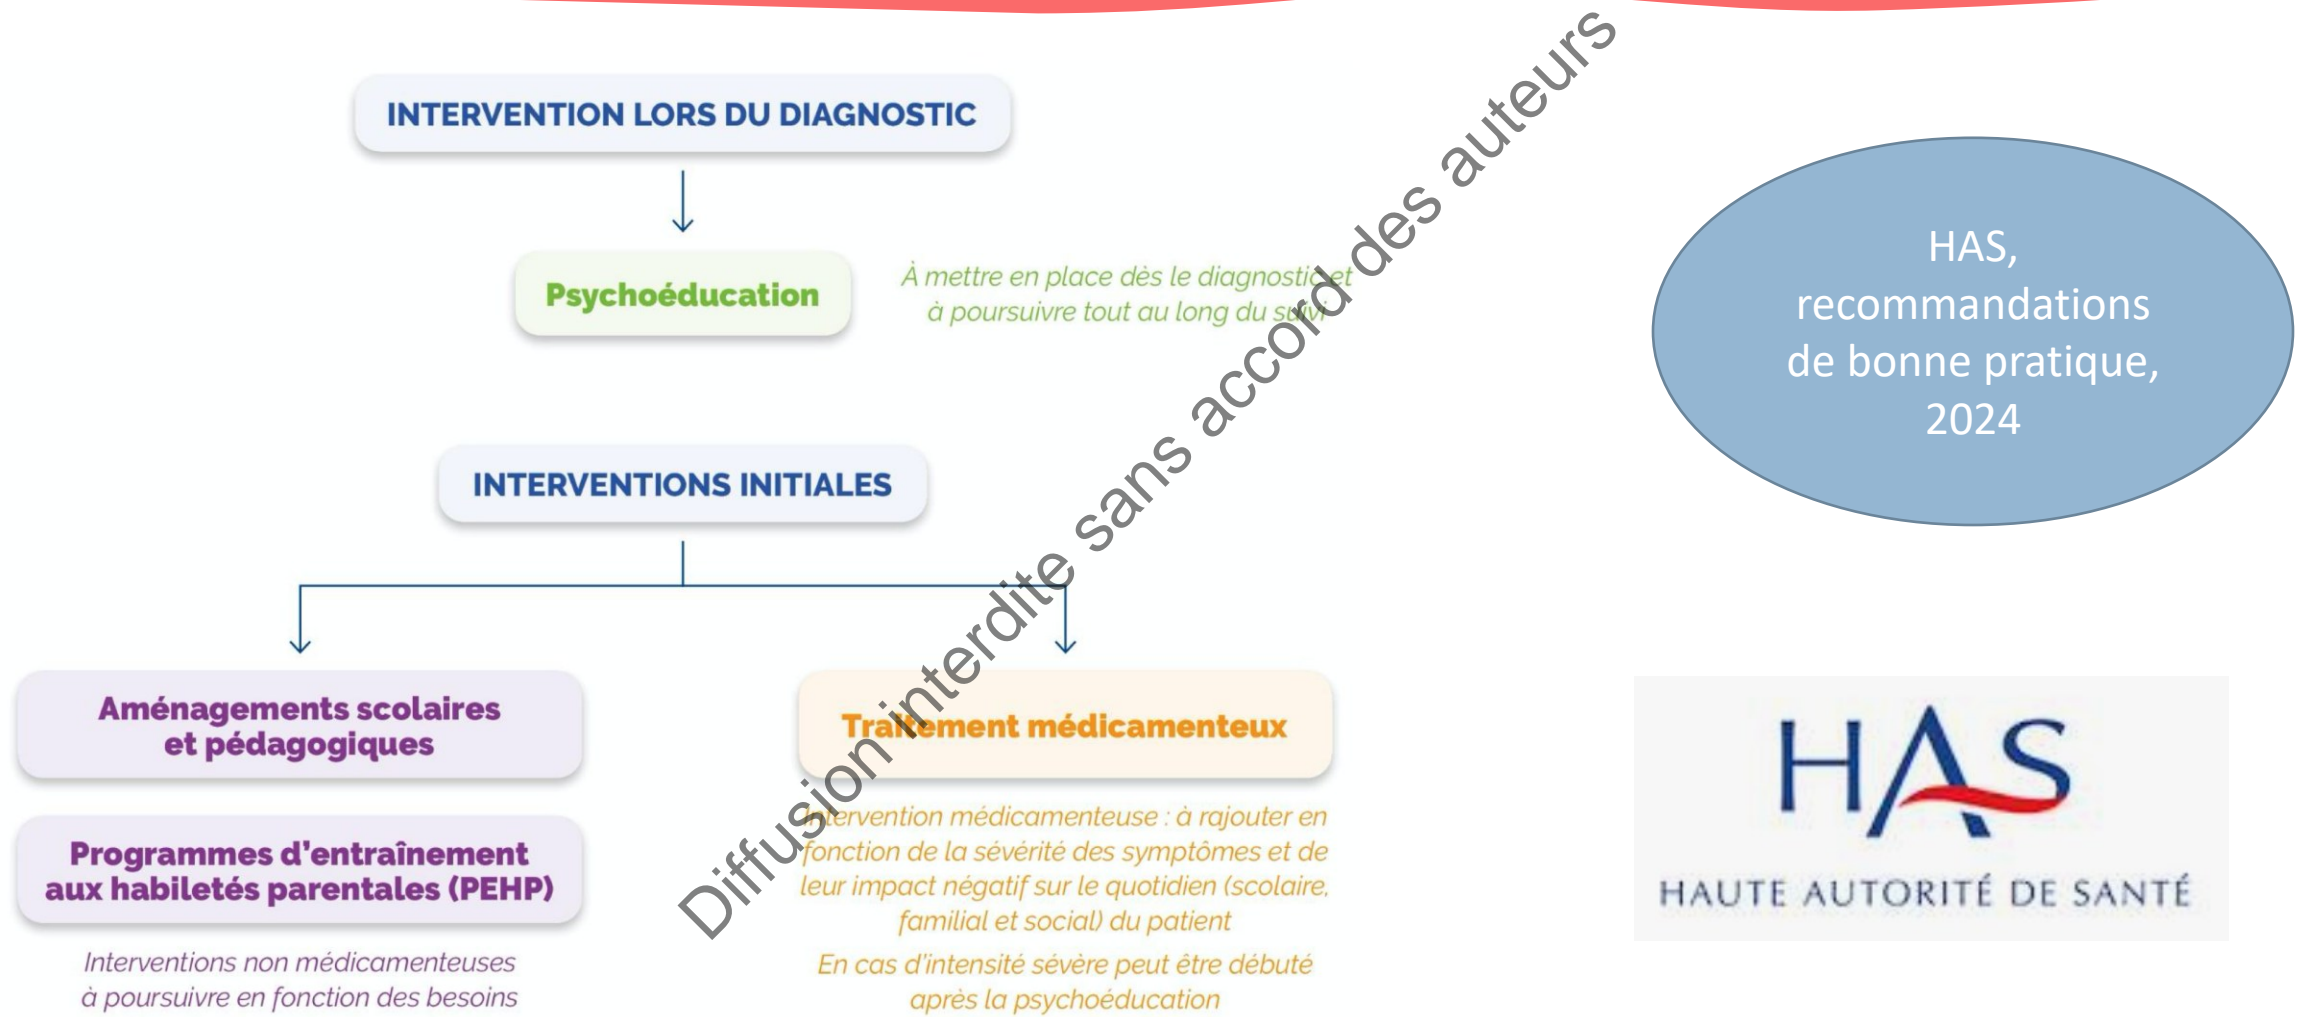 INTERVENTION LORS DU DIAGNOSTIC
Psychoéducation
À mettre en place dès le diagnostic et
à poursuivre tout au long du suivi
INTERVENTIONS INITIALES
Aménagements scolaires
et pédagogiques
Programmes d'entraînement
aux habiletés parentales (PEHP)
Interventions non médicamenteuses
à poursuivre en fonction des besoins
Traitement médicamenteux
Intervention médicamenteuse : à rajouter en
fonction de la sévérité des symptômes et de
leur impact négatif sur le quotidien (scolaire,
familial et social) du patient
En cas d'intensité sévère peut être débuté
après la psychoéducation
Diffusion interdite sans accord des auteurs
HAS,
recommandations
de bonne pratique,
2024
HAS
HAUTE AUTORITÉ DE SANTÉ